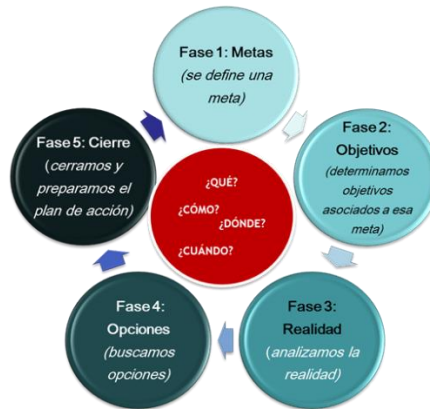 Fase 1: Metas
(se define una
meta)
Fase 2:
Objetivos
(determinamos
objetivos
asociados a esa
meta)
Fase 3:
Realidad
(analizamos la
realidad)
Fase 4:
Opciones
(buscamos
opciones)
Fase 5: Cierre
(cerramos y
preparamos el
plan de acción)
¿QUÉ?
¿CÓMO?
¿DÓNDE?
¿CUÁNDO?